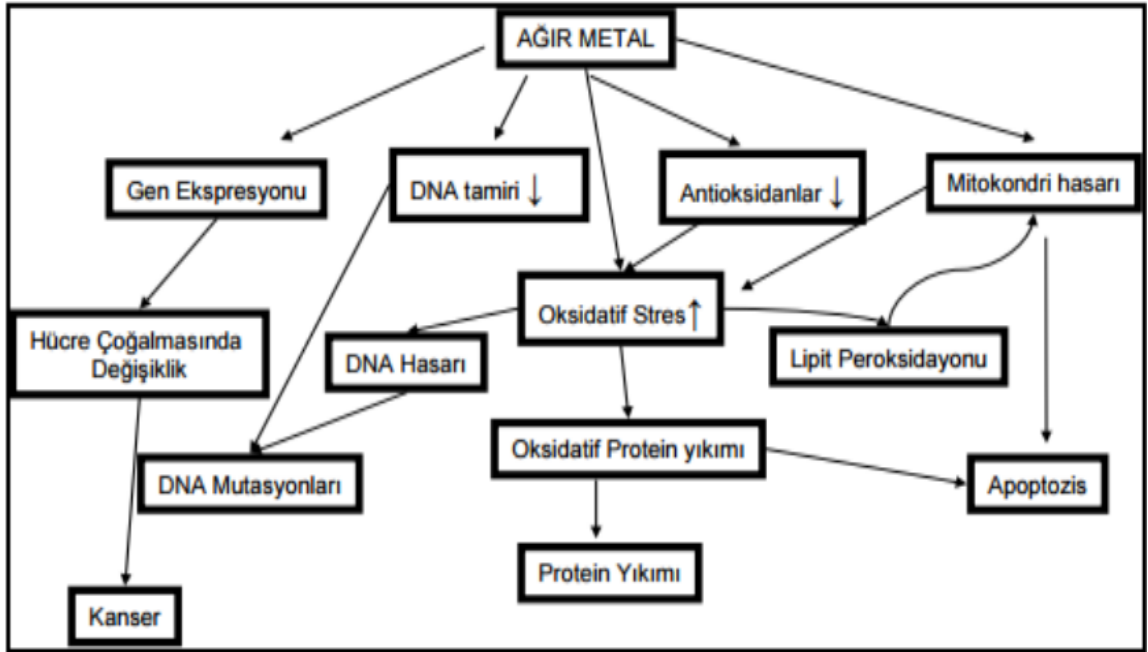 AĞIR METAL
Gen Ekspresyonu
DNA tamiri ↓
Antioksidanlar ↓
Mitokondri hasarı
Oksidatif Stres↑
Hücre Çoğalmasında
Değişiklik
DNA Hasarı
Lipit Peroksidayonu
Oksidatif Protein yıkımı
DNA Mutasyonları
Apoptozis
Protein Yıkımı
Kanser